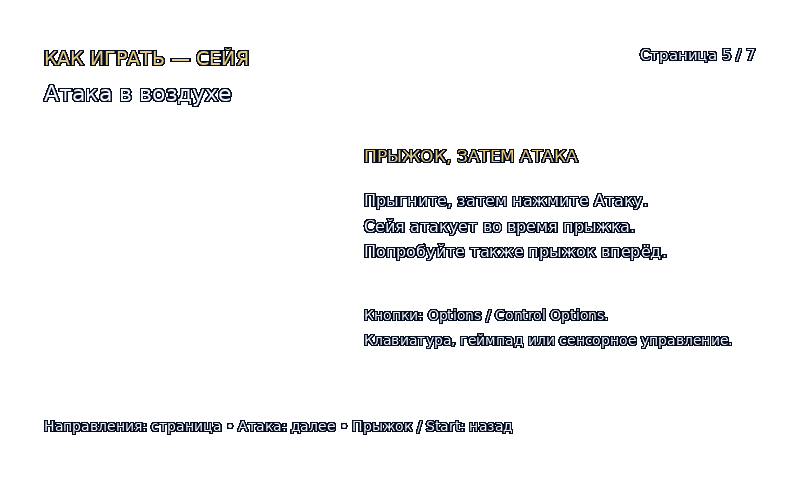 КАК ИГРАТЬ — СЕЙЯ
Страница 5 / 7
Атака в воздухе
ПРЫЖОК, ЗАТЕМ АТАКА
Прыгните, затем нажмите Атаку.
Сейя атакует во время прыжка.
Попробуйте также прыжок вперёд.
Кнопки: Options / Control Options.
Клавиатура, геймпад или сенсорное управление.
Направления: страница • Атака: далее • Прыжок / Start: назад